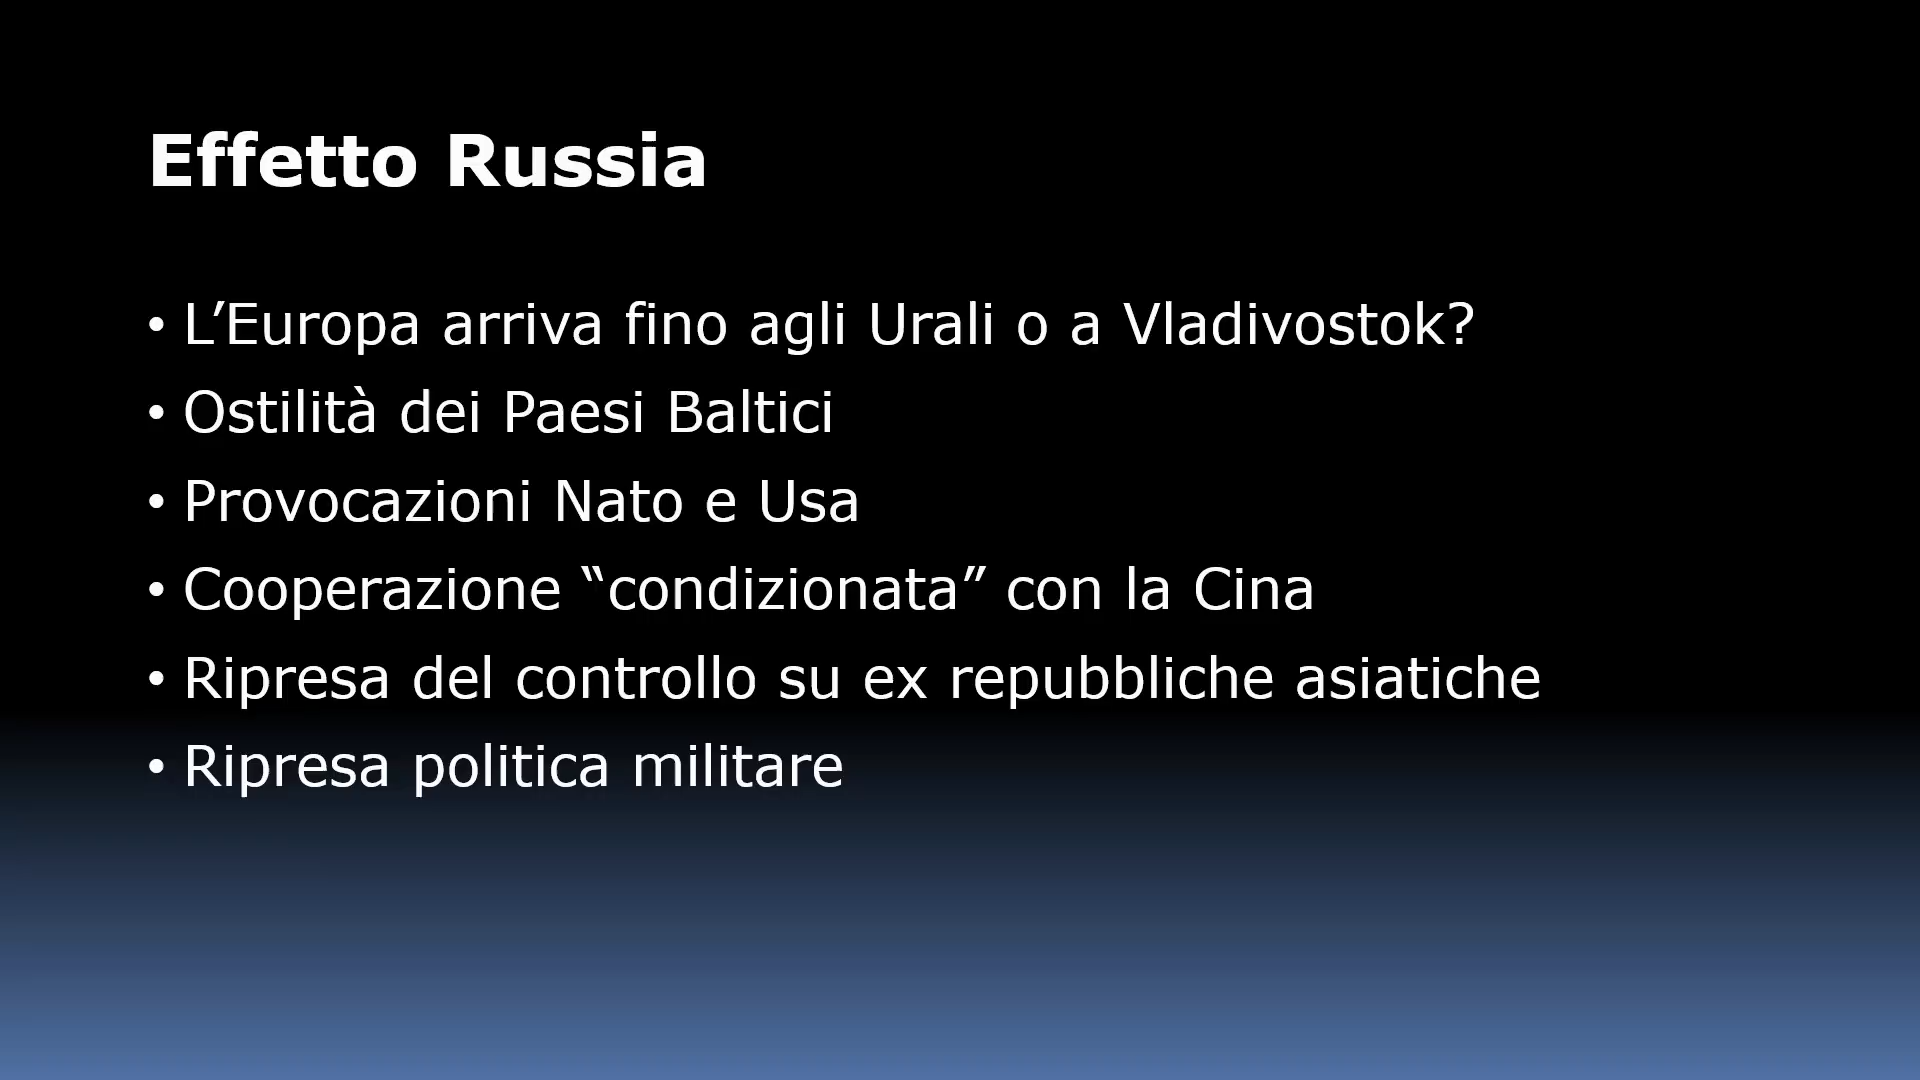 Effetto Russia
• L’Europa arriva fino agli Urali o a Vladivostok?
• Ostilità dei Paesi Baltici
• Provocazioni Nato e Usa
• Cooperazione “condizionata” con la Cina
• Ripresa del controllo su ex repubbliche asiatiche
• Ripresa politica militare